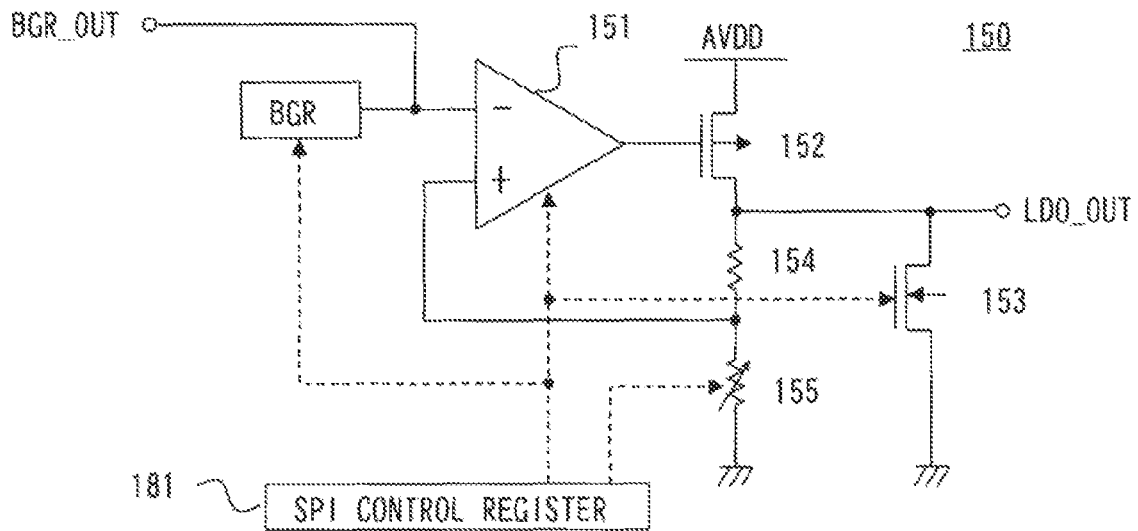 BGR_OUT
151
AVDD
150
BGR
−
+
152
LDO_OUT
154
153
155
181
SPI CONTROL REGISTER